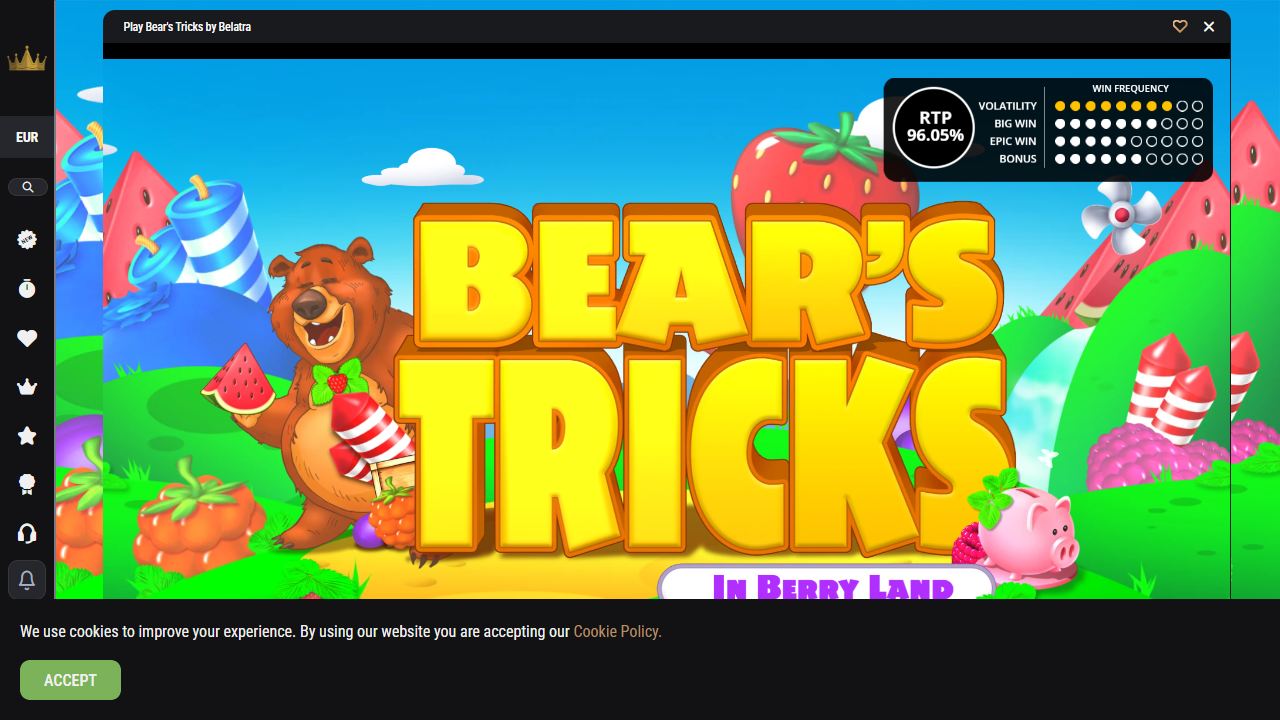 Play Bear's Tricks by Belatra
EUR
NEW
RTP
96.05%
WIN FREQUENCY
VOLATILITY
BIG WIN
EPIC WIN
BONUS
BEAR'S
TRICKS
IN BERRY LAND
We use cookies to improve your experience. By using our website you are accepting our Cookie Policy.
ACCEPT